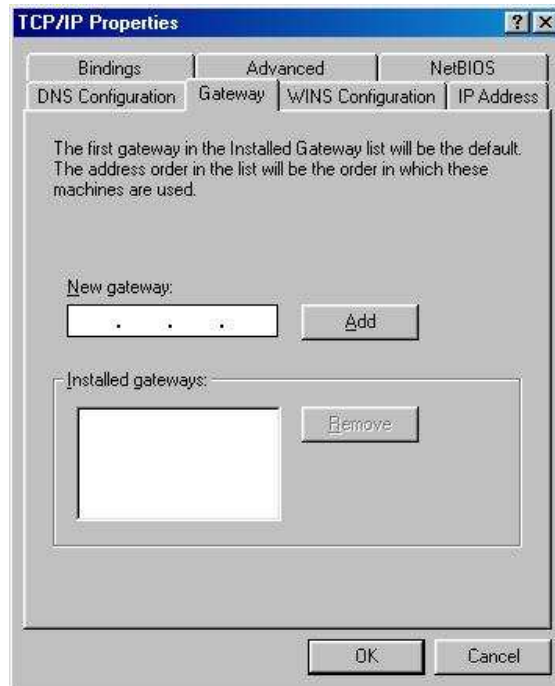 TCP/IP Properties
? ×
Bindings Advanced NetBIOS
DNS Configuration Gateway WINS Configuration IP Address
The first gateway in the Installed Gateway list will be the default.
The address order in the list will be the order in which these
machines are used.
New gateway:
. . .
Add
Installed gateways:
Remove
OK Cancel